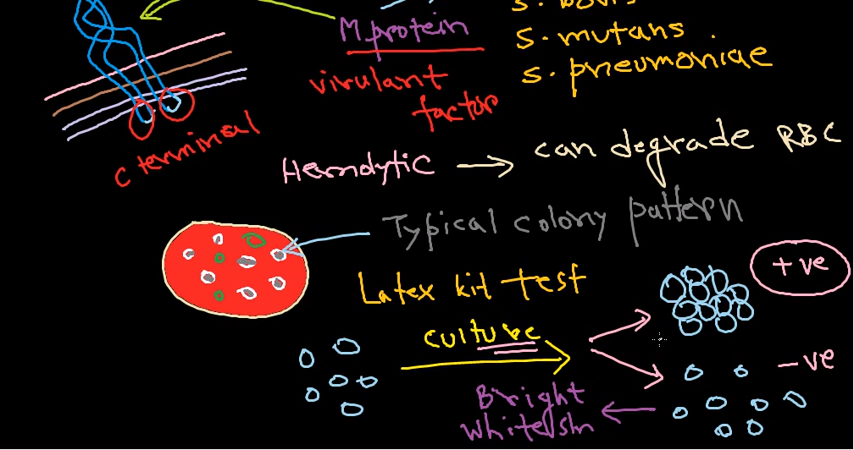 M protein
virulant
factor
S. bovis
S. mutans
S. pneumoniae
C terminal
Hemolytic → can degrade RBC
Typical colony pattern
Latex kit test
culture
+ve
-ve
Bright